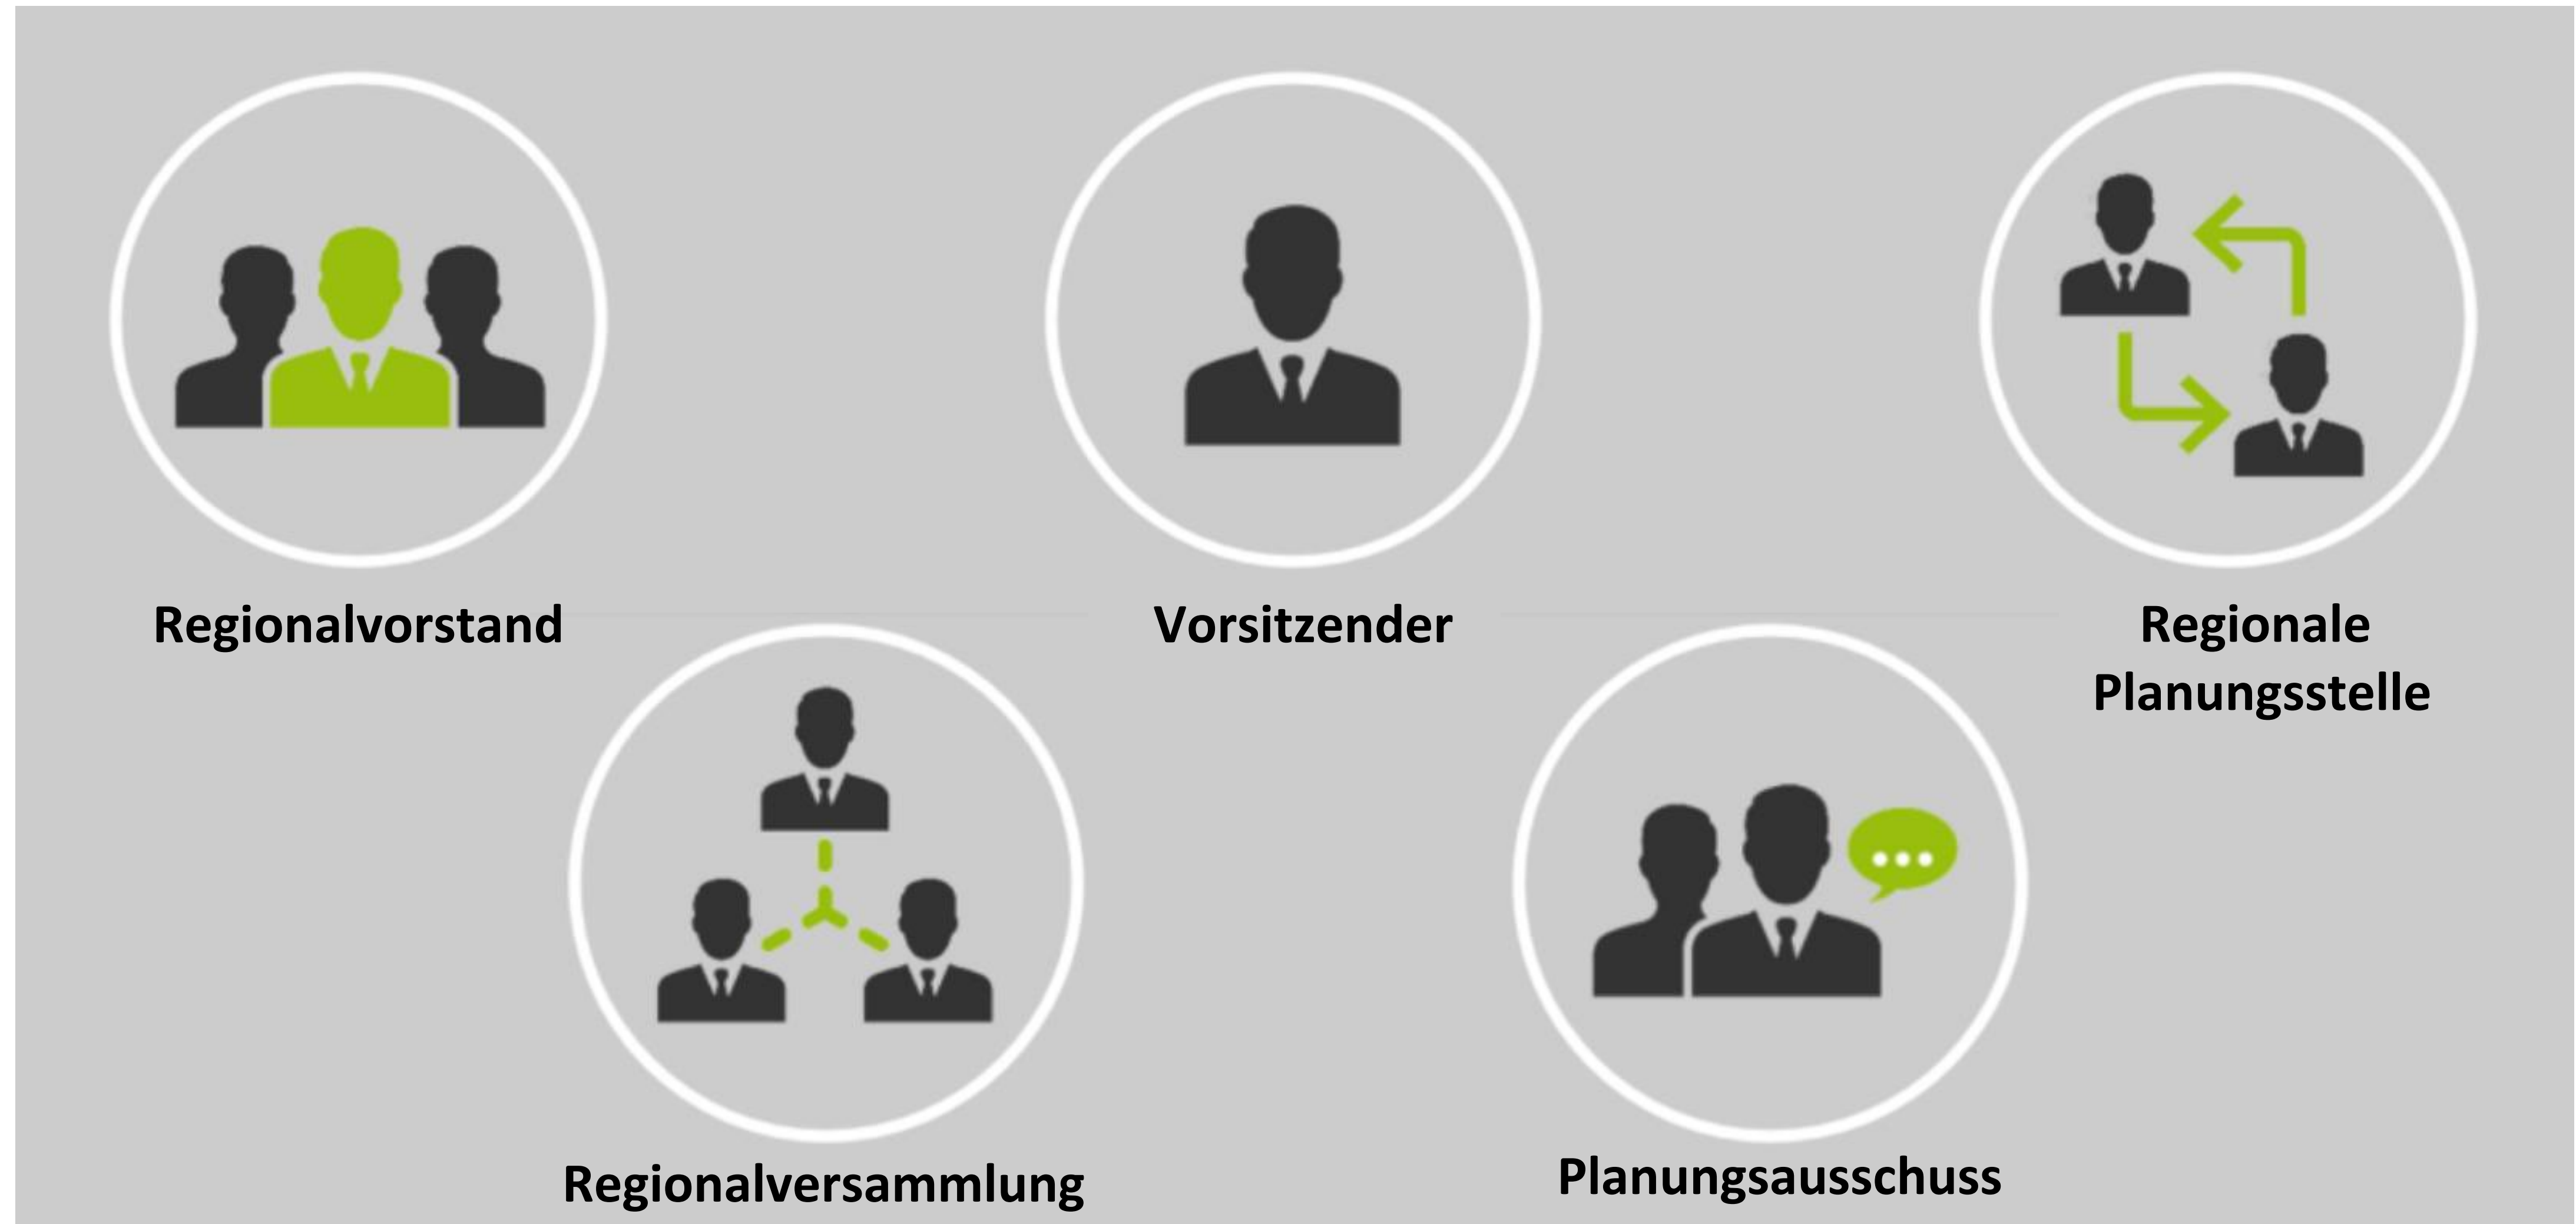 Regionalvorstand
Vorsitzender
Regionale
Planungsstelle
Regionalversammlung
Planungsausschuss